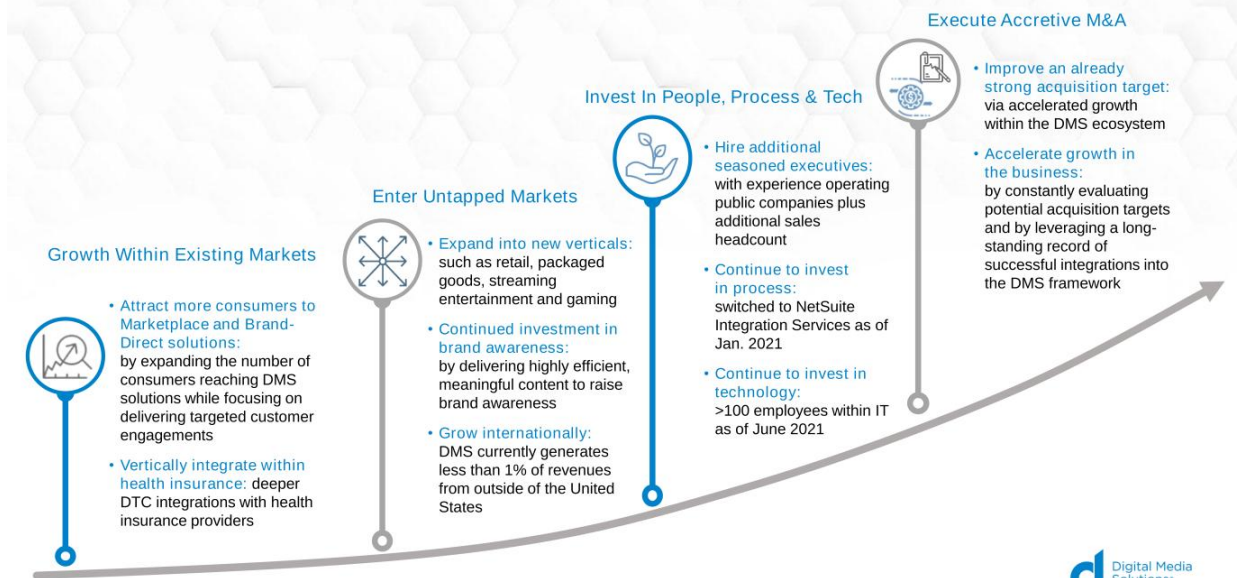 Growth Within Existing Markets
• Attract more consumers to
Marketplace and Brand-
Direct solutions:
by expanding the number of
consumers reaching DMS
solutions while focusing on
delivering targeted customer
engagements
• Vertically integrate within
health insurance: deeper
DTC integrations with health
insurance providers
Enter Untapped Markets
• Expand into new verticals:
such as retail, packaged
goods, streaming
entertainment and gaming
• Continued investment in
brand awareness:
by delivering highly efficient,
meaningful content to raise
brand awareness
• Grow internationally:
DMS currently generates
less than 1% of revenues
from outside of the United
States
Invest In People, Process & Tech
• Hire additional
seasoned executives:
with experience operating
public companies plus
additional sales
headcount
• Continue to invest
in process:
switched to NetSuite
Integration Services as of
Jan. 2021
• Continue to invest in
technology:
>100 employees within IT
as of June 2021
Execute Accretive M&A
• Improve an already
strong acquisition target:
via accelerated growth
within the DMS ecosystem
• Accelerate growth in
the business:
by constantly evaluating
potential acquisition targets
and by leveraging a long-
standing record of
successful integrations into
the DMS framework
Digital Media
Solutions